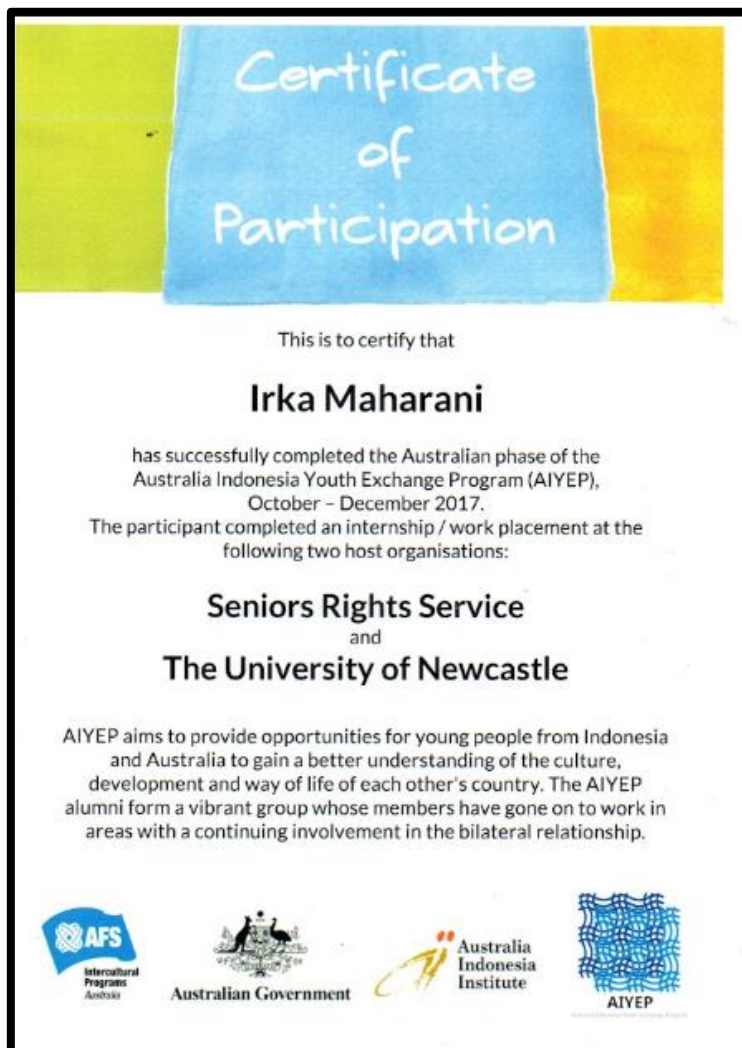 Certificate
of
Participation
This is to certify that
Irka Maharani
has successfully completed the Australian phase of the
Australia Indonesia Youth Exchange Program (AIYEP),
October – December 2017.
The participant completed an internship / work placement at the
following two host organisations:
Seniors Rights Service
and
The University of Newcastle
AIYEP aims to provide opportunities for young people from Indonesia
and Australia to gain a better understanding of the culture,
development and way of life of each other's country. The AIYEP
alumni form a vibrant group whose members have gone on to work in
areas with a continuing involvement in the bilateral relationship.
AFS
Intercultural
Programs
Australia
Australian Government
Australia
Indonesia
Institute
AIYEP